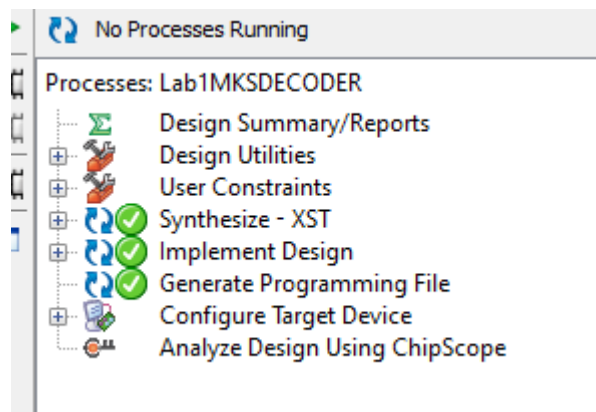 No Processes Running
Processes: Lab1MKSDECODER
Design Summary/Reports
Design Utilities
User Constraints
Synthesize - XST
Implement Design
Generate Programming File
Configure Target Device
Analyze Design Using ChipScope